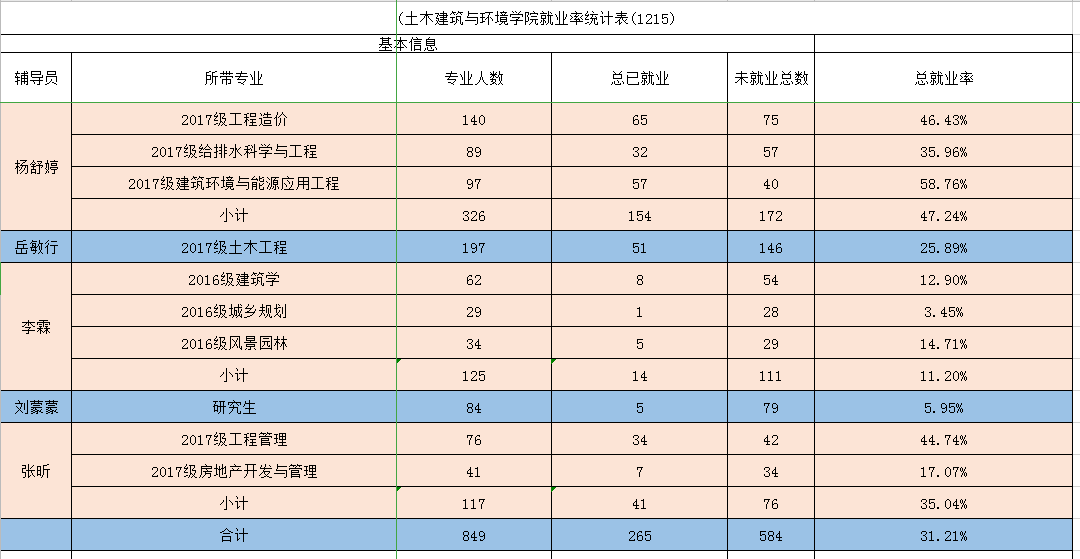 (土木建筑与环境学院就业率统计表(1215)
基本信息
辅导员 所带专业 专业人数 总已就业 未就业总数 总就业率
杨舒婷
2017级工程造价 140 65 75 46.43%
2017级给排水科学与工程 89 32 57 35.96%
2017级建筑环境与能源应用工程 97 57 40 58.76%
小计 326 154 172 47.24%
岳敏行 2017级土木工程 197 51 146 25.89%
李霖
2016级建筑学 62 8 54 12.90%
2016级城乡规划 29 1 28 3.45%
2016级风景园林 34 5 29 14.71%
小计 125 14 111 11.20%
刘蒙蒙 研究生 84 5 79 5.95%
张昕
2017级工程管理 76 34 42 44.74%
2017级房地产开发与管理 41 7 34 17.07%
小计 117 41 76 35.04%
合计 849 265 584 31.21%